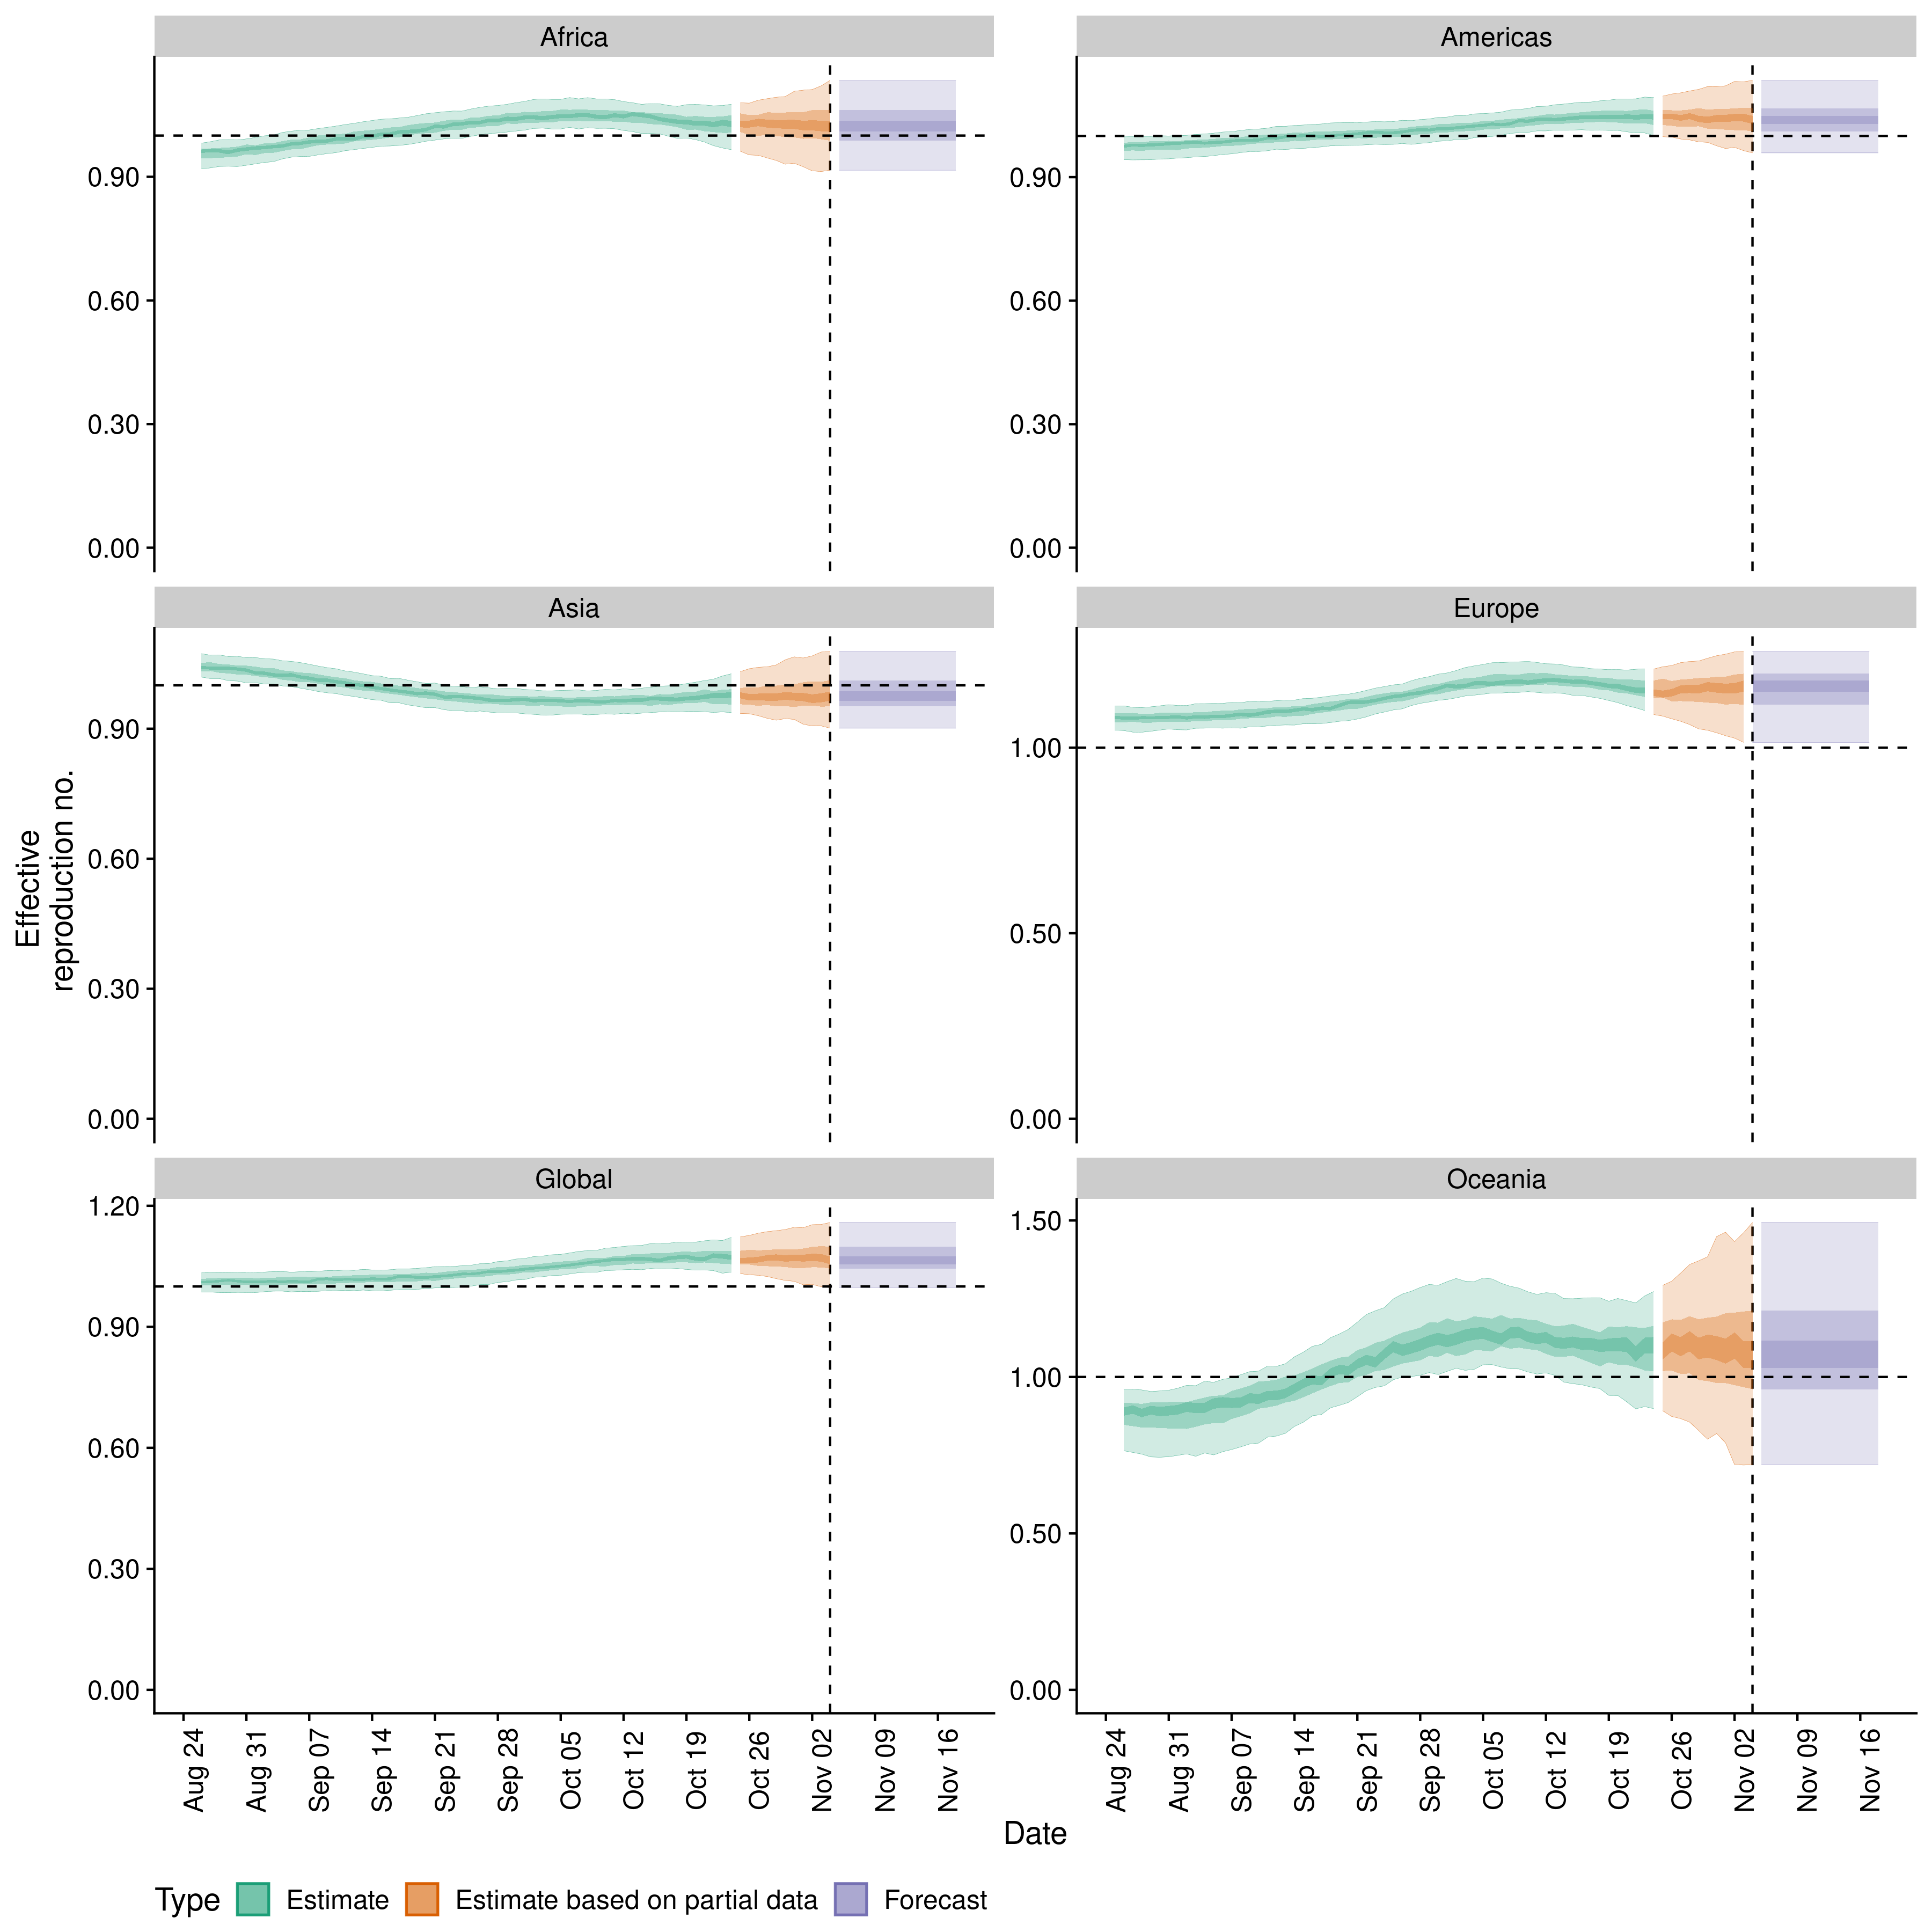 Africa
Americas
0.90
0.60
0.30
0.00
0.90
0.60
0.30
0.00
Asia
Europe
0.90
0.60
0.30
0.00
1.00
0.50
0.00
Effective
reproduction no.
Global
Oceania
1.20
0.90
0.60
0.30
0.00
1.50
1.00
0.50
0.00
Aug 24
Aug 31
Sep 07
Sep 14
Sep 21
Sep 28
Oct 05
Oct 12
Oct 19
Oct 26
Nov 02
Nov 09
Nov 16
Aug 24
Aug 31
Sep 07
Sep 14
Sep 21
Sep 28
Oct 05
Oct 12
Oct 19
Oct 26
Nov 02
Nov 09
Nov 16
Date
Type Estimate Estimate based on partial data Forecast